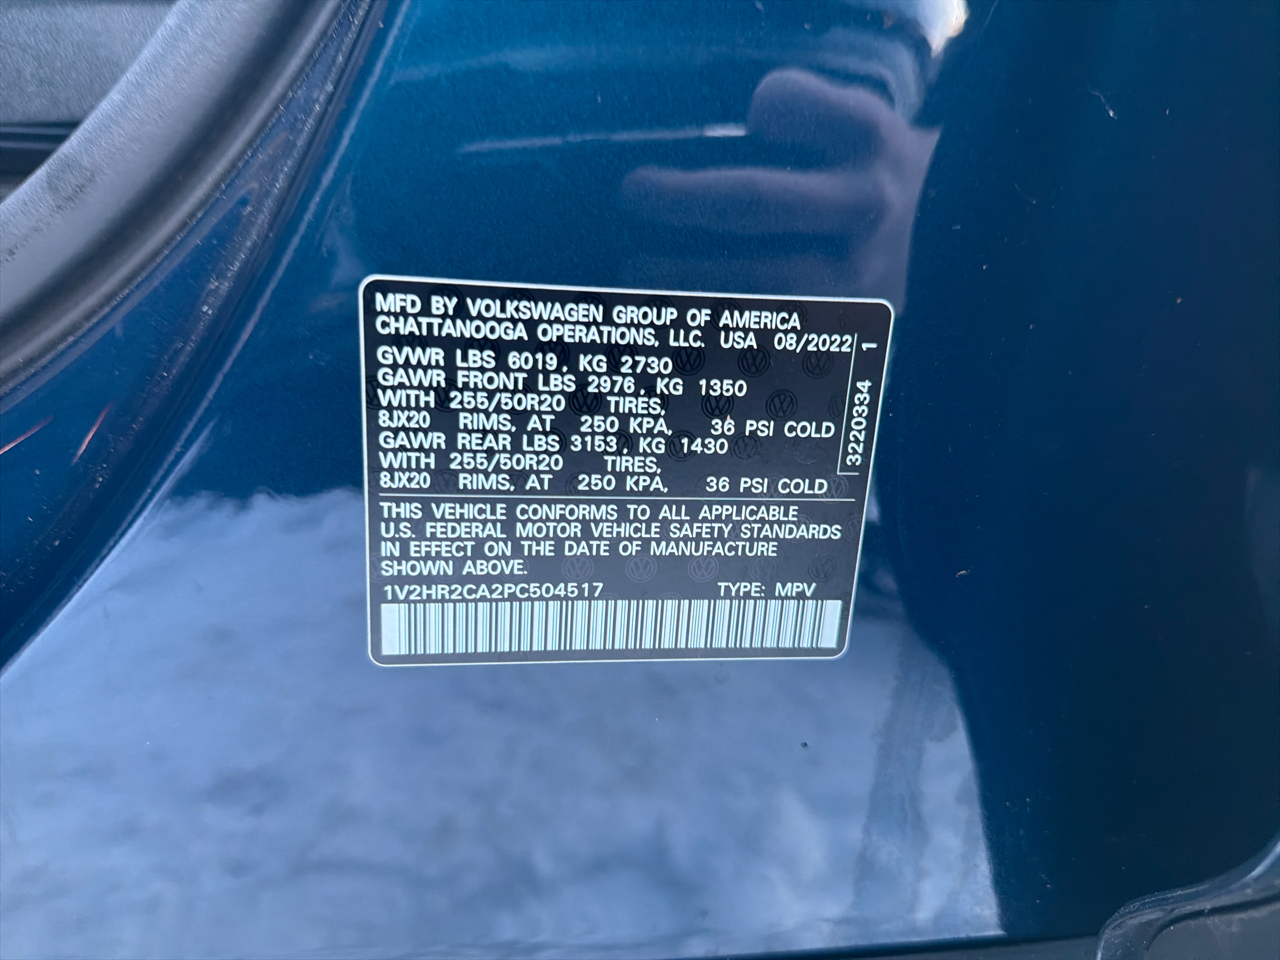 MFD BY VOLKSWAGEN GROUP OF AMERICA
CHATTANOOGA OPERATIONS, LLC. USA 08/2022
GVWR LBS 6019, KG 2730
GAWR FRONT LBS 2976, KG 1350
WITH 255/50R20 TIRES,
8JX20 RIMS, AT 250 KPA, 36 PSI COLD
GAWR REAR LBS 3153, KG 1430
WITH 255/50R20 TIRES,
8JX20 RIMS, AT 250 KPA, 36 PSI COLD
3220334 1
THIS VEHICLE CONFORMS TO ALL APPLICABLE
U.S. FEDERAL MOTOR VEHICLE SAFETY STANDARDS
IN EFFECT ON THE DATE OF MANUFACTURE
SHOWN ABOVE.
1V2HR2CA2PC504517 TYPE: MPV